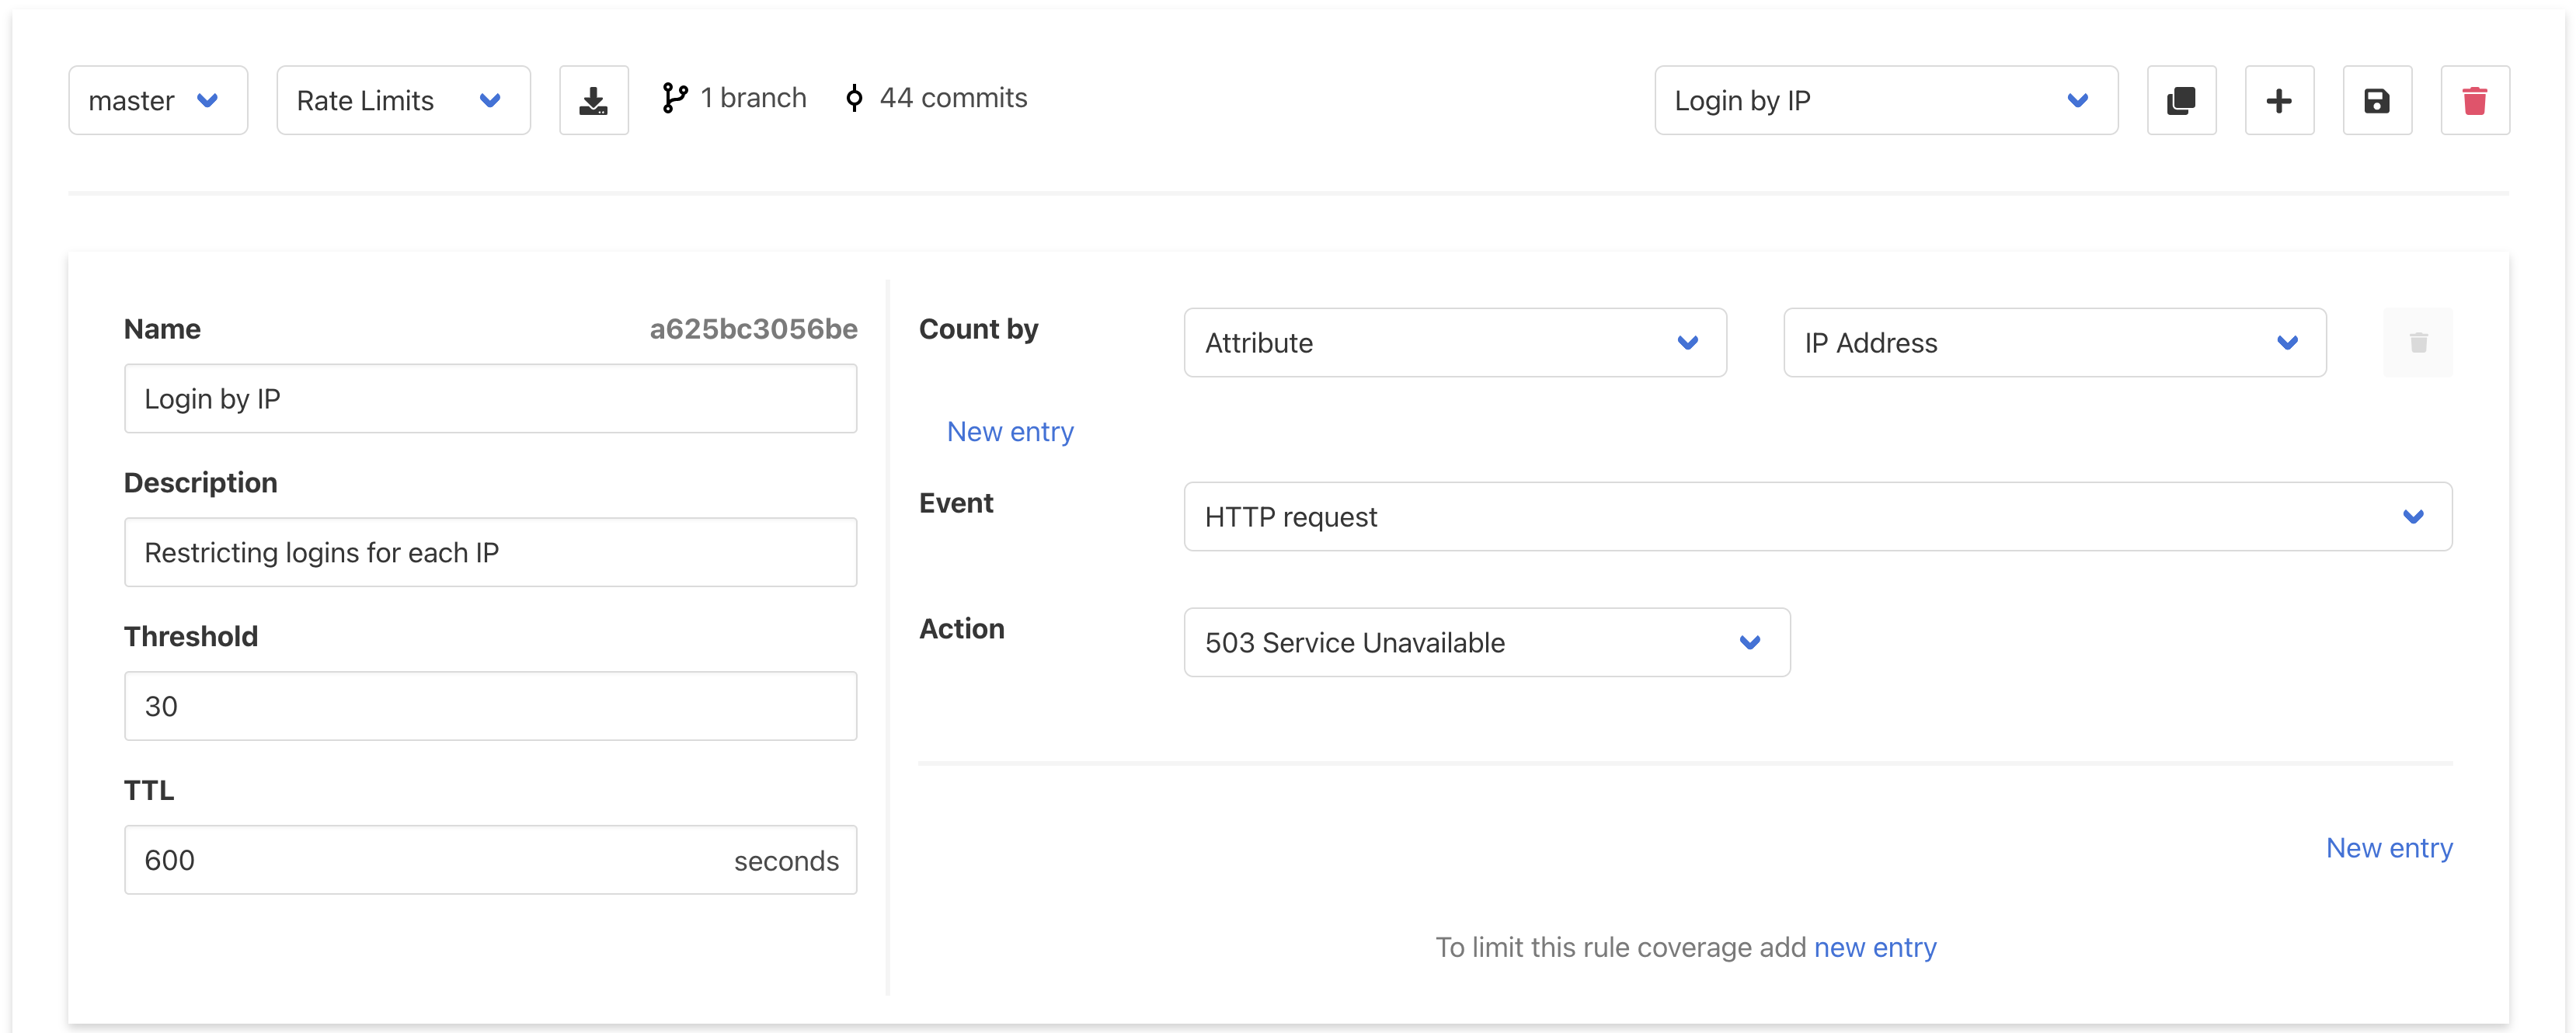 master
Rate Limits
1 branch
44 commits
Login by IP
Name
a625bc3056be
Login by IP
Description
Restricting logins for each IP
Threshold
30
TTL
600
seconds
Count by
Attribute
IP Address
New entry
Event
HTTP request
Action
503 Service Unavailable
New entry
To limit this rule coverage add new entry